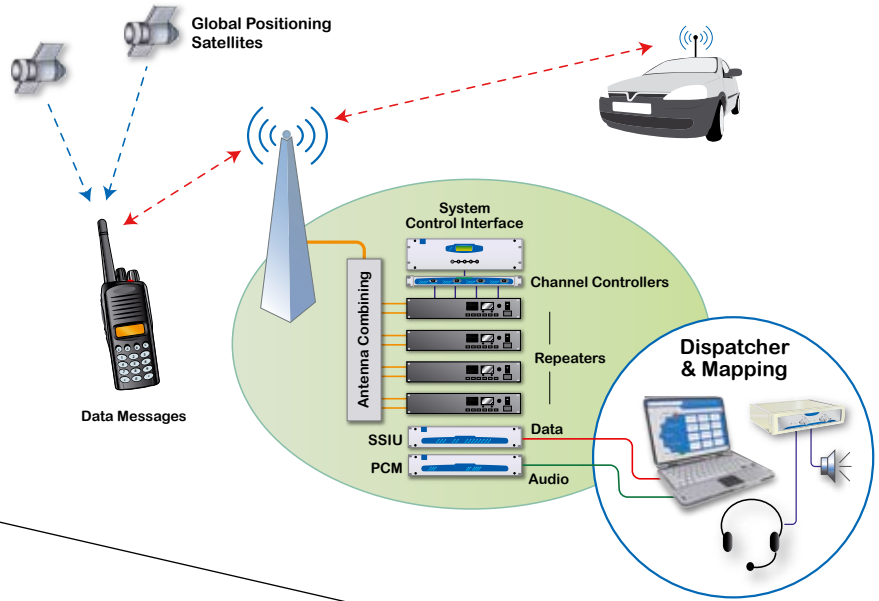 Global Positioning
Satellites
System
Control Interface
Channel Controllers
Antenna Combining
Repeaters
Dispatcher
& Mapping
Data Messages
Data
SSIU
PCM
Audio